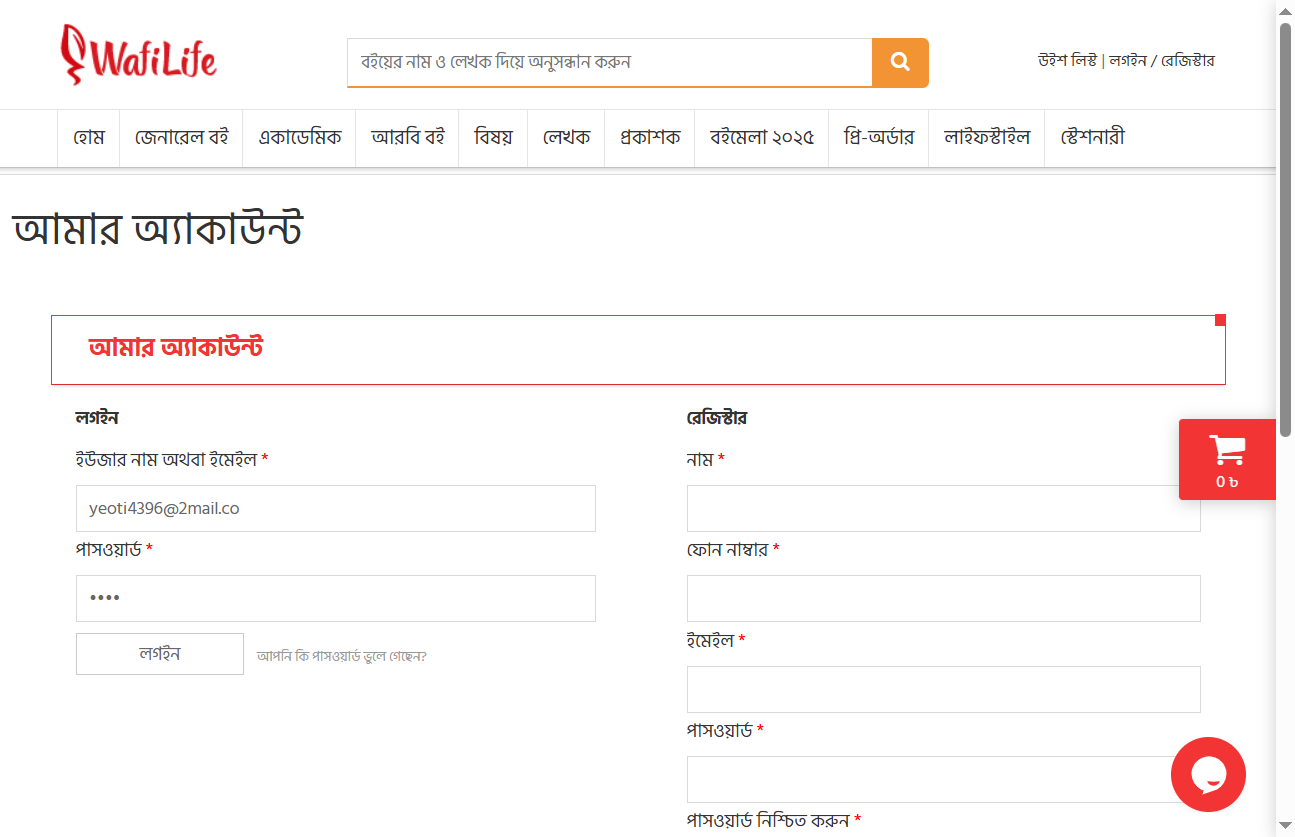 WafiLife
বইয়ের নাম ও লেখক দিয়ে অনুসন্ধান করুন
উইশ লিস্ট | লগইন / রেজিস্টার
হোম জেনারেল বই একাডেমিক আরবি বই বিষয় লেখক প্রকাশক বইমেলা ২০২৫ প্রি-অর্ডার লাইফস্টাইল স্টেশনারী
আমার অ্যাকাউন্ট
আমার অ্যাকাউন্ট
লগইন
ইউজার নাম অথবা ইমেইল *
yeoti4396@2mail.co
পাসওয়ার্ড *
••••
লগইন আপনি কি পাসওয়ার্ড ভুলে গেছেন?
রেজিস্টার
নাম *
ফোন নাম্বার *
ইমেইল *
পাসওয়ার্ড *
পাসওয়ার্ড নিশ্চিত করুন *
0 ৳